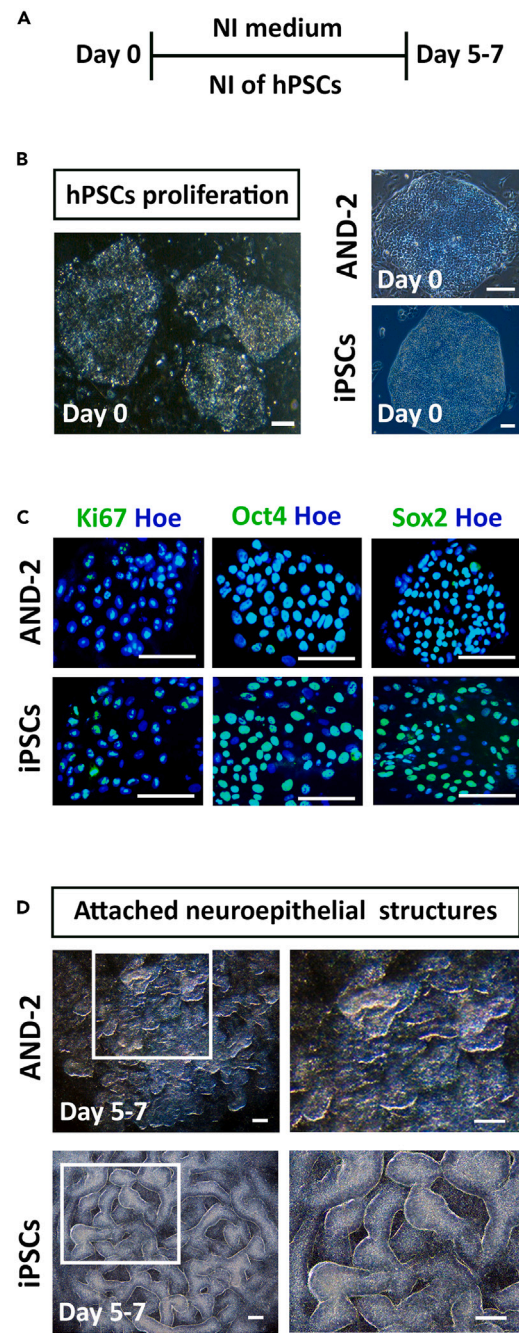 A
NI medium
Day 0
Day 5-7
NI of hPSCs
B
hPSCs proliferation
Day 0
AND-2
Day 0
iPSCs
Day 0
C
Ki67 Hoe
Oct4 Hoe
Sox2 Hoe
AND-2
iPSCs
D
Attached neuroepithelial structures
AND-2
Day 5-7
iPSCs
Day 5-7